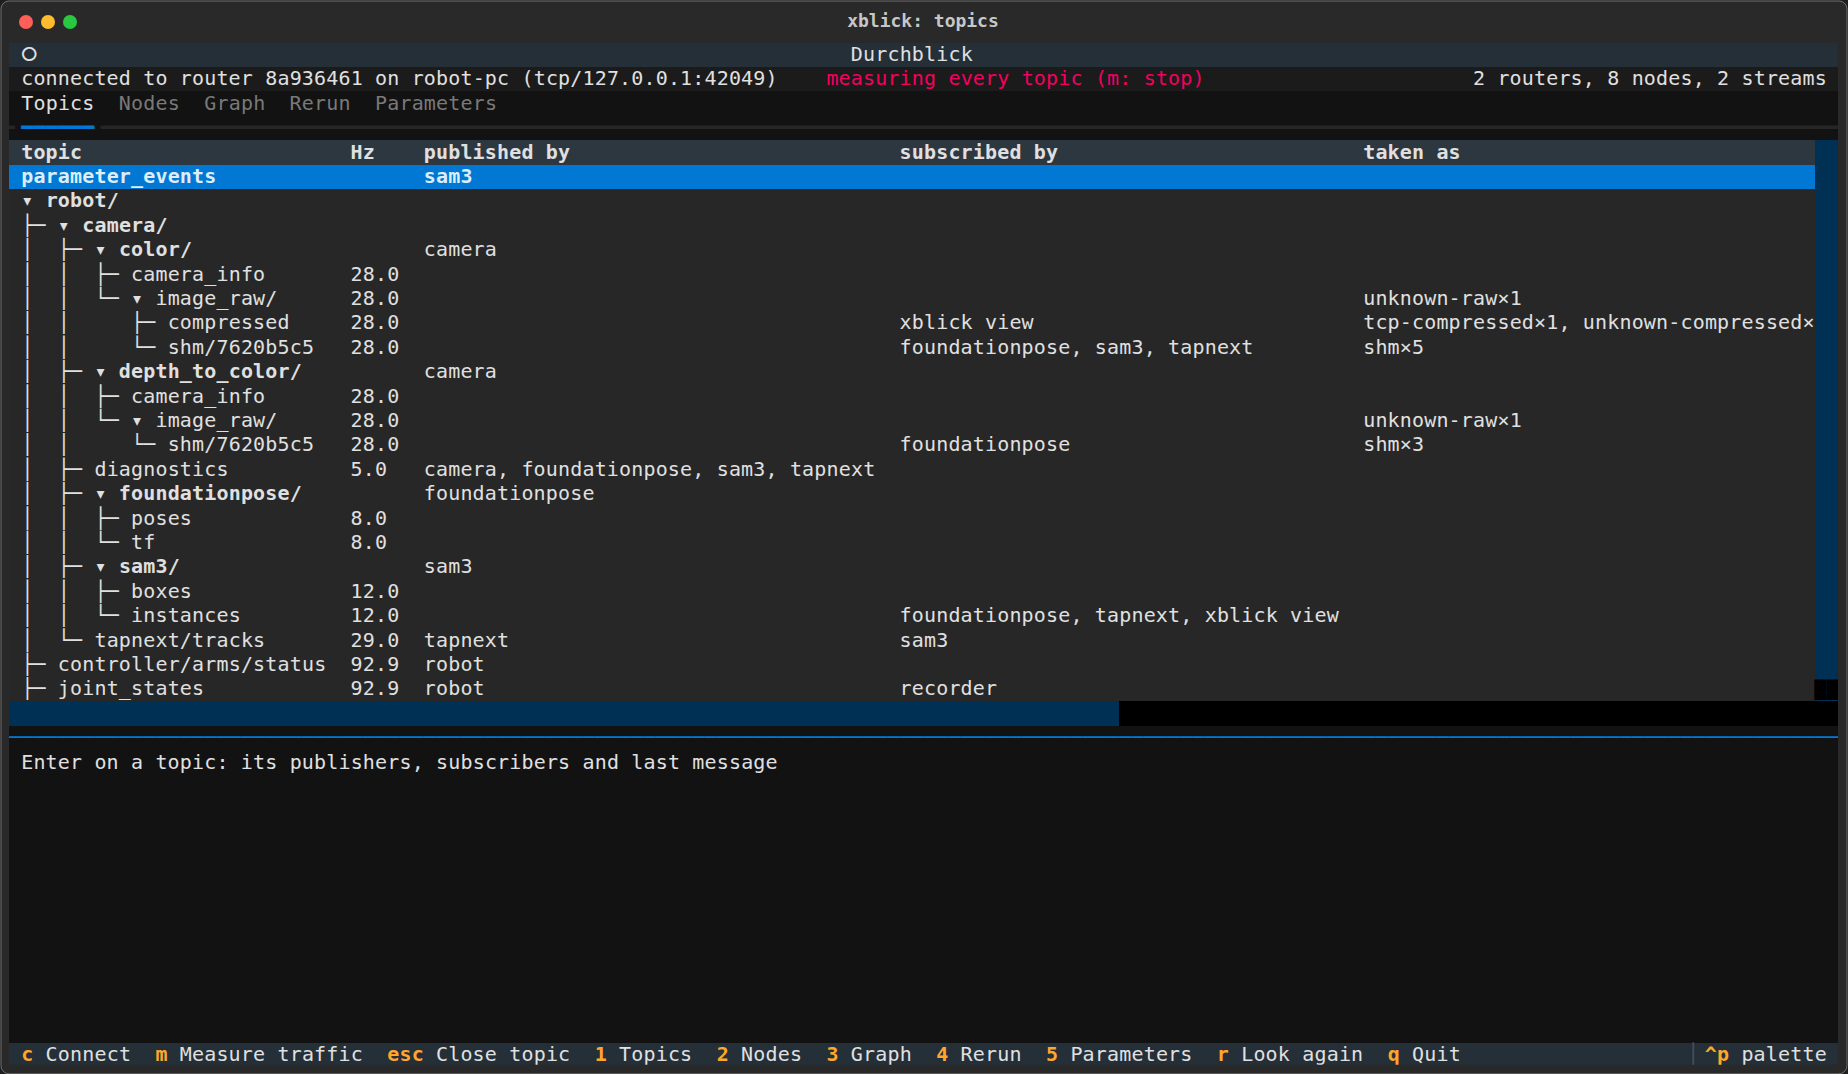 xblick: topics
Durchblick
connected to router 8a936461 on robot-pc (tcp/127.0.0.1:42049)    measuring every topic (m: stop)    2 routers, 8 nodes, 2 streams
Topics  Nodes  Graph  Rerun  Parameters
topic    Hz    published by    subscribed by    taken as
parameter_events    sam3
▾ robot/
├─ ▾ camera/
│  ├─ ▾ color/    camera
│  │  ├─ camera_info    28.0
│  │  └─ ▾ image_raw/    28.0    unknown-raw×1
│  │     ├─ compressed    28.0    xblick view    tcp-compressed×1, unknown-compressed×
│  │     └─ shm/7620b5c5    28.0    foundationpose, sam3, tapnext    shm×5
│  ├─ ▾ depth_to_color/    camera
│  │  ├─ camera_info    28.0
│  │  └─ ▾ image_raw/    28.0    unknown-raw×1
│  │     └─ shm/7620b5c5    28.0    foundationpose    shm×3
│  ├─ diagnostics    5.0    camera, foundationpose, sam3, tapnext
│  ├─ ▾ foundationpose/    foundationpose
│  │  ├─ poses    8.0
│  │  └─ tf    8.0
│  ├─ ▾ sam3/    sam3
│  │  ├─ boxes    12.0
│  │  └─ instances    12.0    foundationpose, tapnext, xblick view
│  └─ tapnext/tracks    29.0    tapnext    sam3
├─ controller/arms/status    92.9    robot
├─ joint_states    92.9    robot    recorder
Enter on a topic: its publishers, subscribers and last message
c Connect  m Measure traffic  esc Close topic  1 Topics  2 Nodes  3 Graph  4 Rerun  5 Parameters  r Look again  q Quit    ^p palette